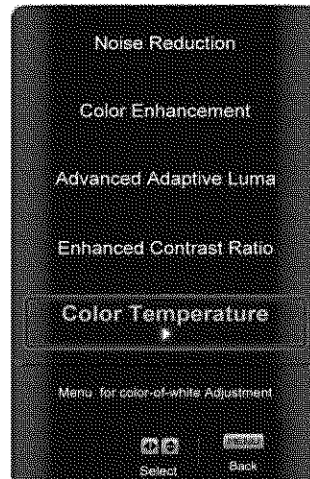 Noise Reduction
Color Enhancement
Advanced Adaptive Luma
Enhanced Contrast Ratio
Color Temperature
Menu for color-of-white Adjustment
Select
Back